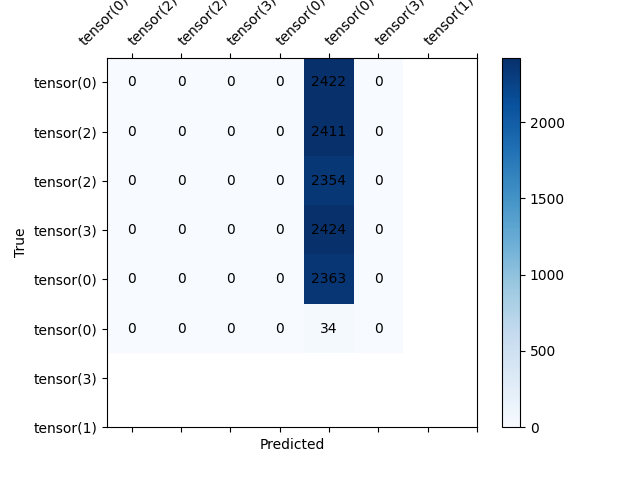 tensor(0) tensor(2) tensor(2) tensor(3) tensor(0) tensor(0) tensor(3) tensor(1)
tensor(0) 0 0 0 0 2422 0
tensor(2) 0 0 0 0 2411 0
tensor(2) 0 0 0 0 2354 0
tensor(3) 0 0 0 0 2424 0
tensor(0) 0 0 0 0 2363 0
tensor(0) 0 0 0 0 34 0
tensor(3)
tensor(1)
True
Predicted
2000
1500
1000
500
0